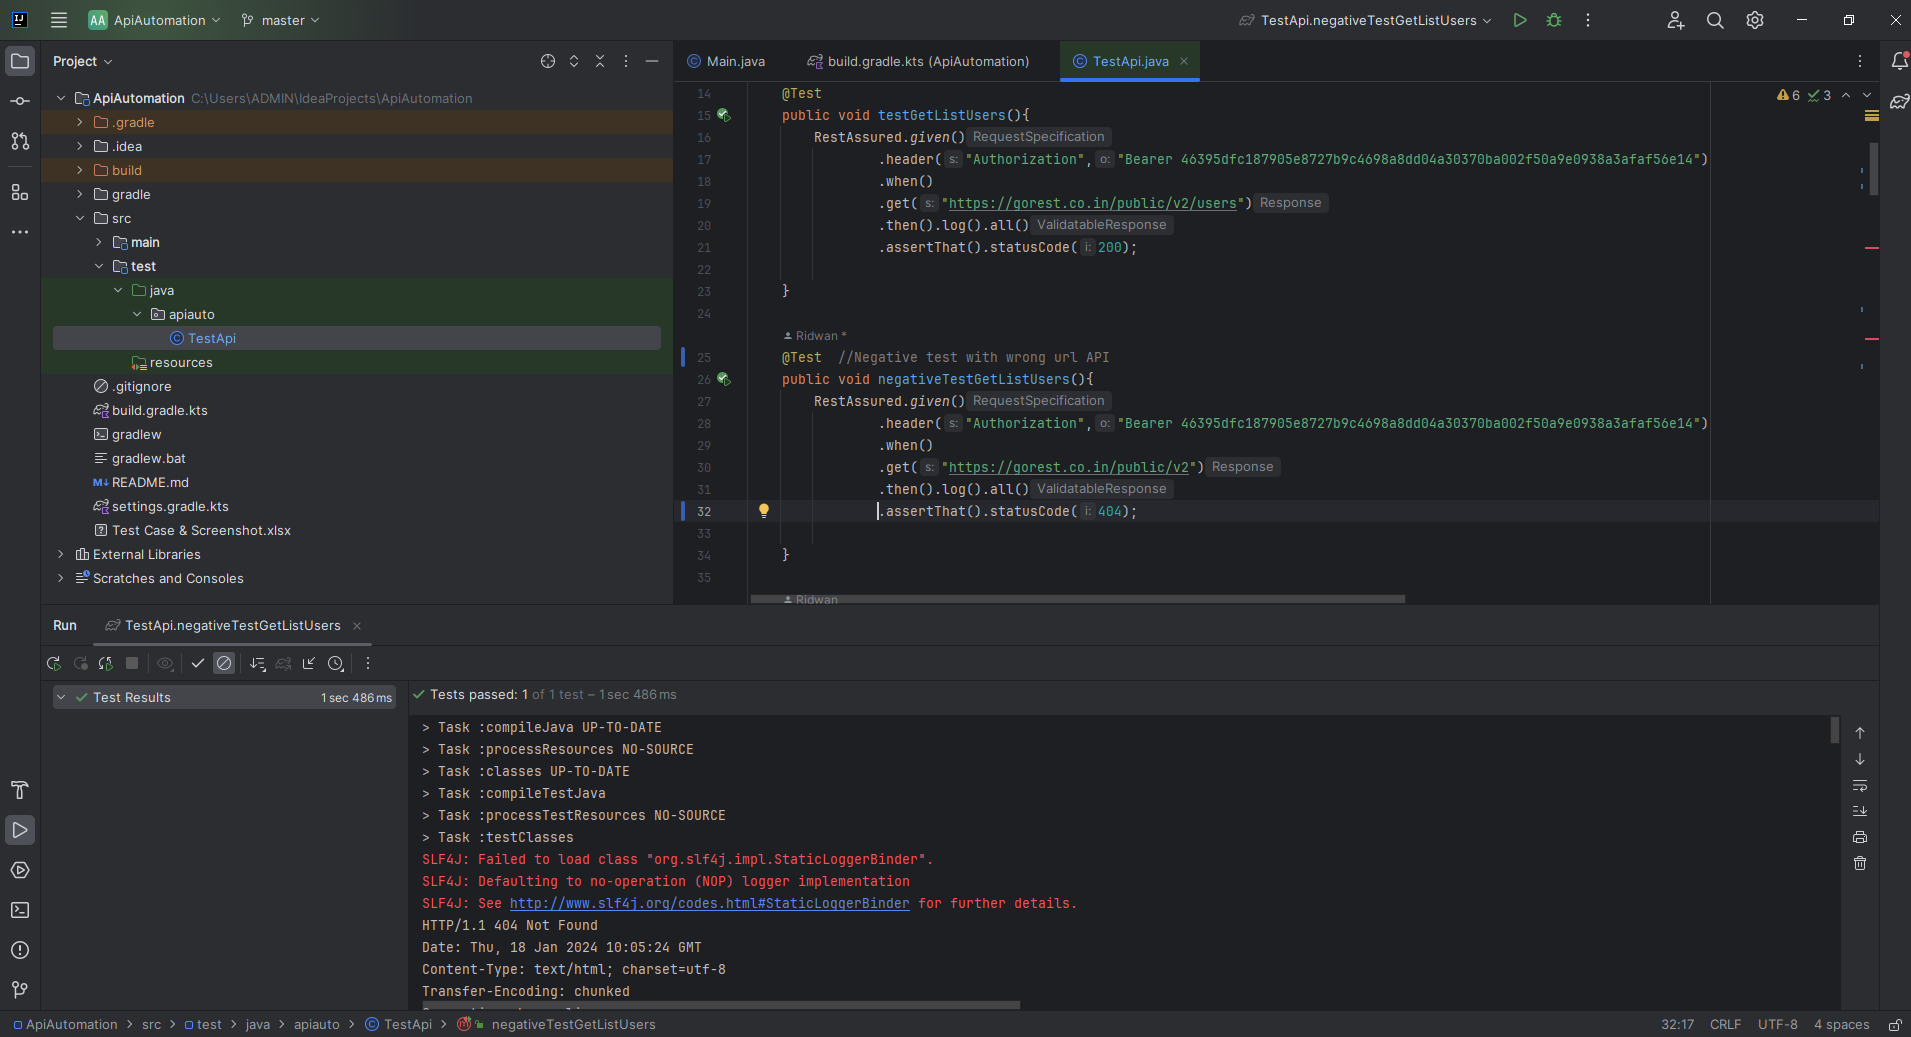 AA ApiAutomation master TestApi.negativeTestGetListUsers
Project
ApiAutomation C:\Users\ADMIN\IdeaProjects\ApiAutomation
.gradle
.idea
build
gradle
src
main
test
java
apiauto
TestApi
resources
.gitignore
build.gradle.kts
gradlew
gradlew.bat
M↓ README.md
settings.gradle.kts
Test Case & Screenshot.xlsx
External Libraries
Scratches and Consoles
Main.java build.gradle.kts (ApiAutomation) TestApi.java
6 3
14 @Test
15 public void testGetListUsers(){
16 RestAssured.given() RequestSpecification
17 .header( s: "Authorization", o: "Bearer 46395dfc187905e8727b9c4698a8dd04a30370ba002f50a9e0938a3afaf56e14")
18 .when()
19 .get( s: "https://gorest.co.in/public/v2/users") Response
20 .then().log().all() ValidatableResponse
21 .assertThat().statusCode( i: 200);
22
23 }
24
Ridwan *
25 @Test //Negative test with wrong url API
26 public void negativeTestGetListUsers(){
27 RestAssured.given() RequestSpecification
28 .header( s: "Authorization", o: "Bearer 46395dfc187905e8727b9c4698a8dd04a30370ba002f50a9e0938a3afaf56e14")
29 .when()
30 .get( s: "https://gorest.co.in/public/v2") Response
31 .then().log().all() ValidatableResponse
32 .assertThat().statusCode( i: 404);
33
34 }
35
Ridwan
Run TestApi.negativeTestGetListUsers
Test Results 1 sec 486 ms
Tests passed: 1 of 1 test – 1 sec 486 ms
> Task :compileJava UP-TO-DATE
> Task :processResources NO-SOURCE
> Task :classes UP-TO-DATE
> Task :compileTestJava
> Task :processTestResources NO-SOURCE
> Task :testClasses
SLF4J: Failed to load class "org.slf4j.impl.StaticLoggerBinder".
SLF4J: Defaulting to no-operation (NOP) logger implementation
SLF4J: See http://www.slf4j.org/codes.html#StaticLoggerBinder for further details.
HTTP/1.1 404 Not Found
Date: Thu, 18 Jan 2024 10:05:24 GMT
Content-Type: text/html; charset=utf-8
Transfer-Encoding: chunked
ApiAutomation > src > test > java > apiauto > TestApi > negativeTestGetListUsers
32:17 CRLF UTF-8 4 spaces